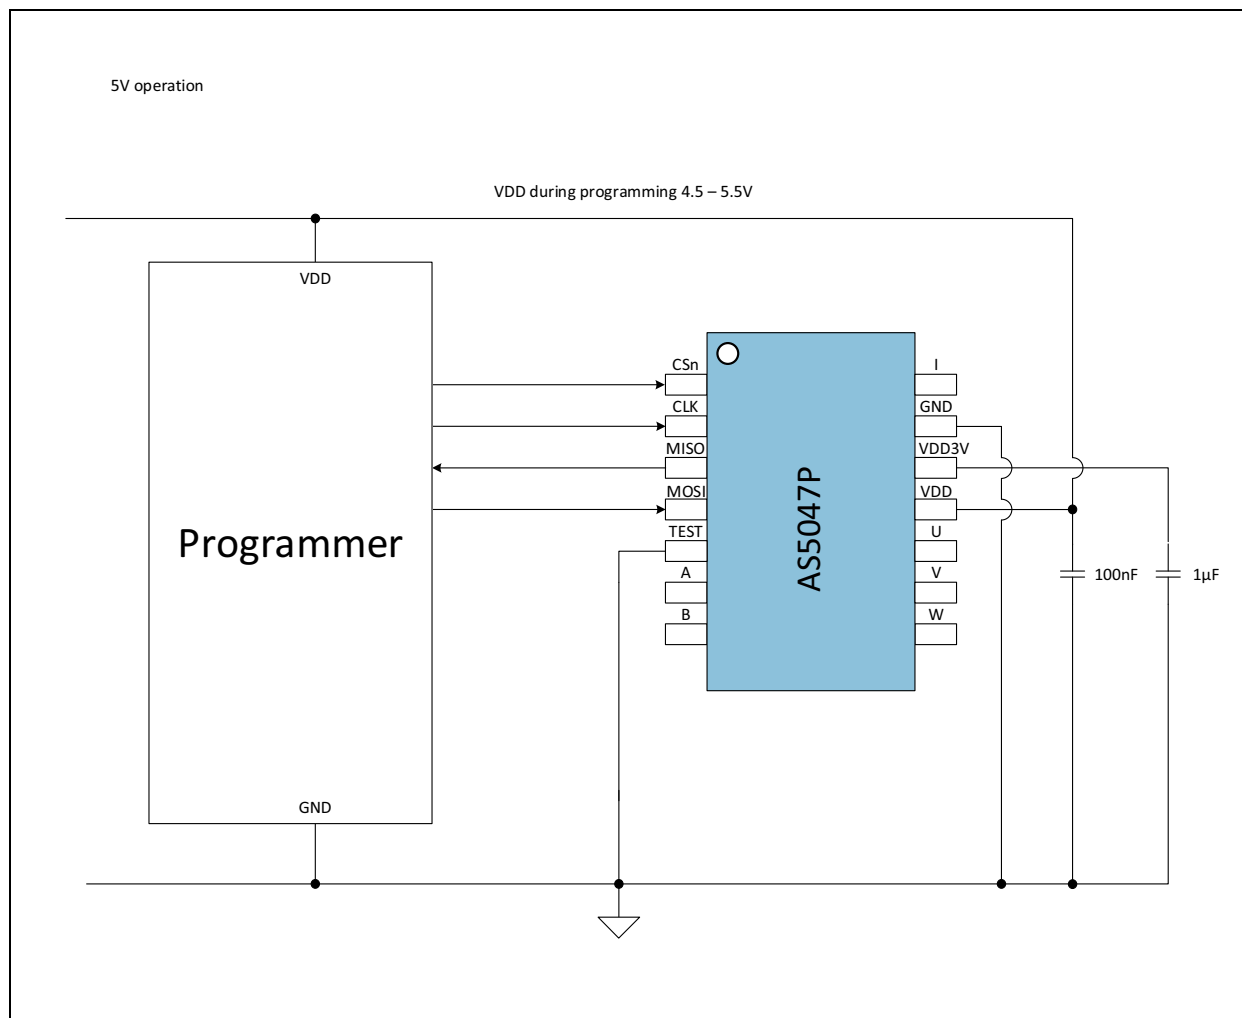 5V operation
VDD during programming 4.5 – 5.5V
VDD
Programmer
GND
CSn
CLK
MISO
MOSI
TEST
A
B
AS5047P
I
GND
VDD3V
VDD
U
V
W
100nF
1µF